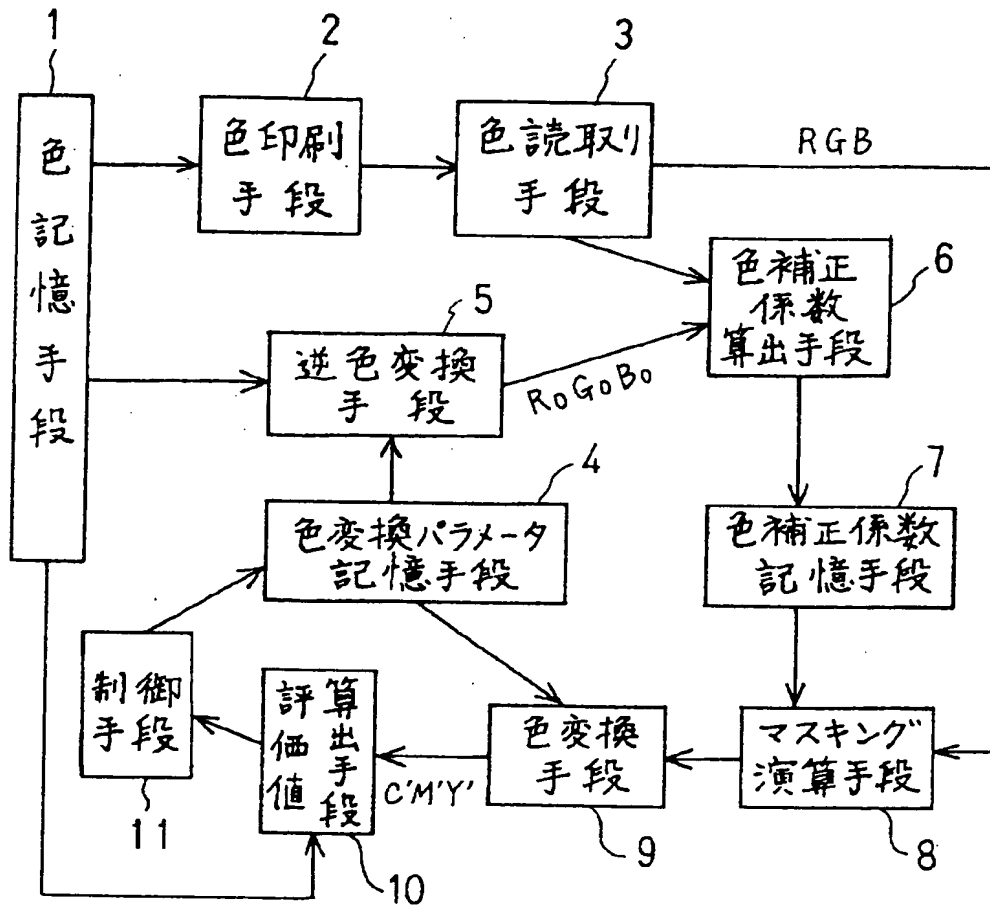 1
色記憶手段
2
色印刷
手段
3
色読取り
手段
RGB
6
色補正
係数
算出手段
5
逆色変換
手段
R₀G₀B₀
4
色変換パラメータ
記憶手段
7
色補正係数
記憶手段
制御
手段
11
評価値
算出手段
10
C'M'Y'
色変換
手段
9
マスキング
演算手段
8